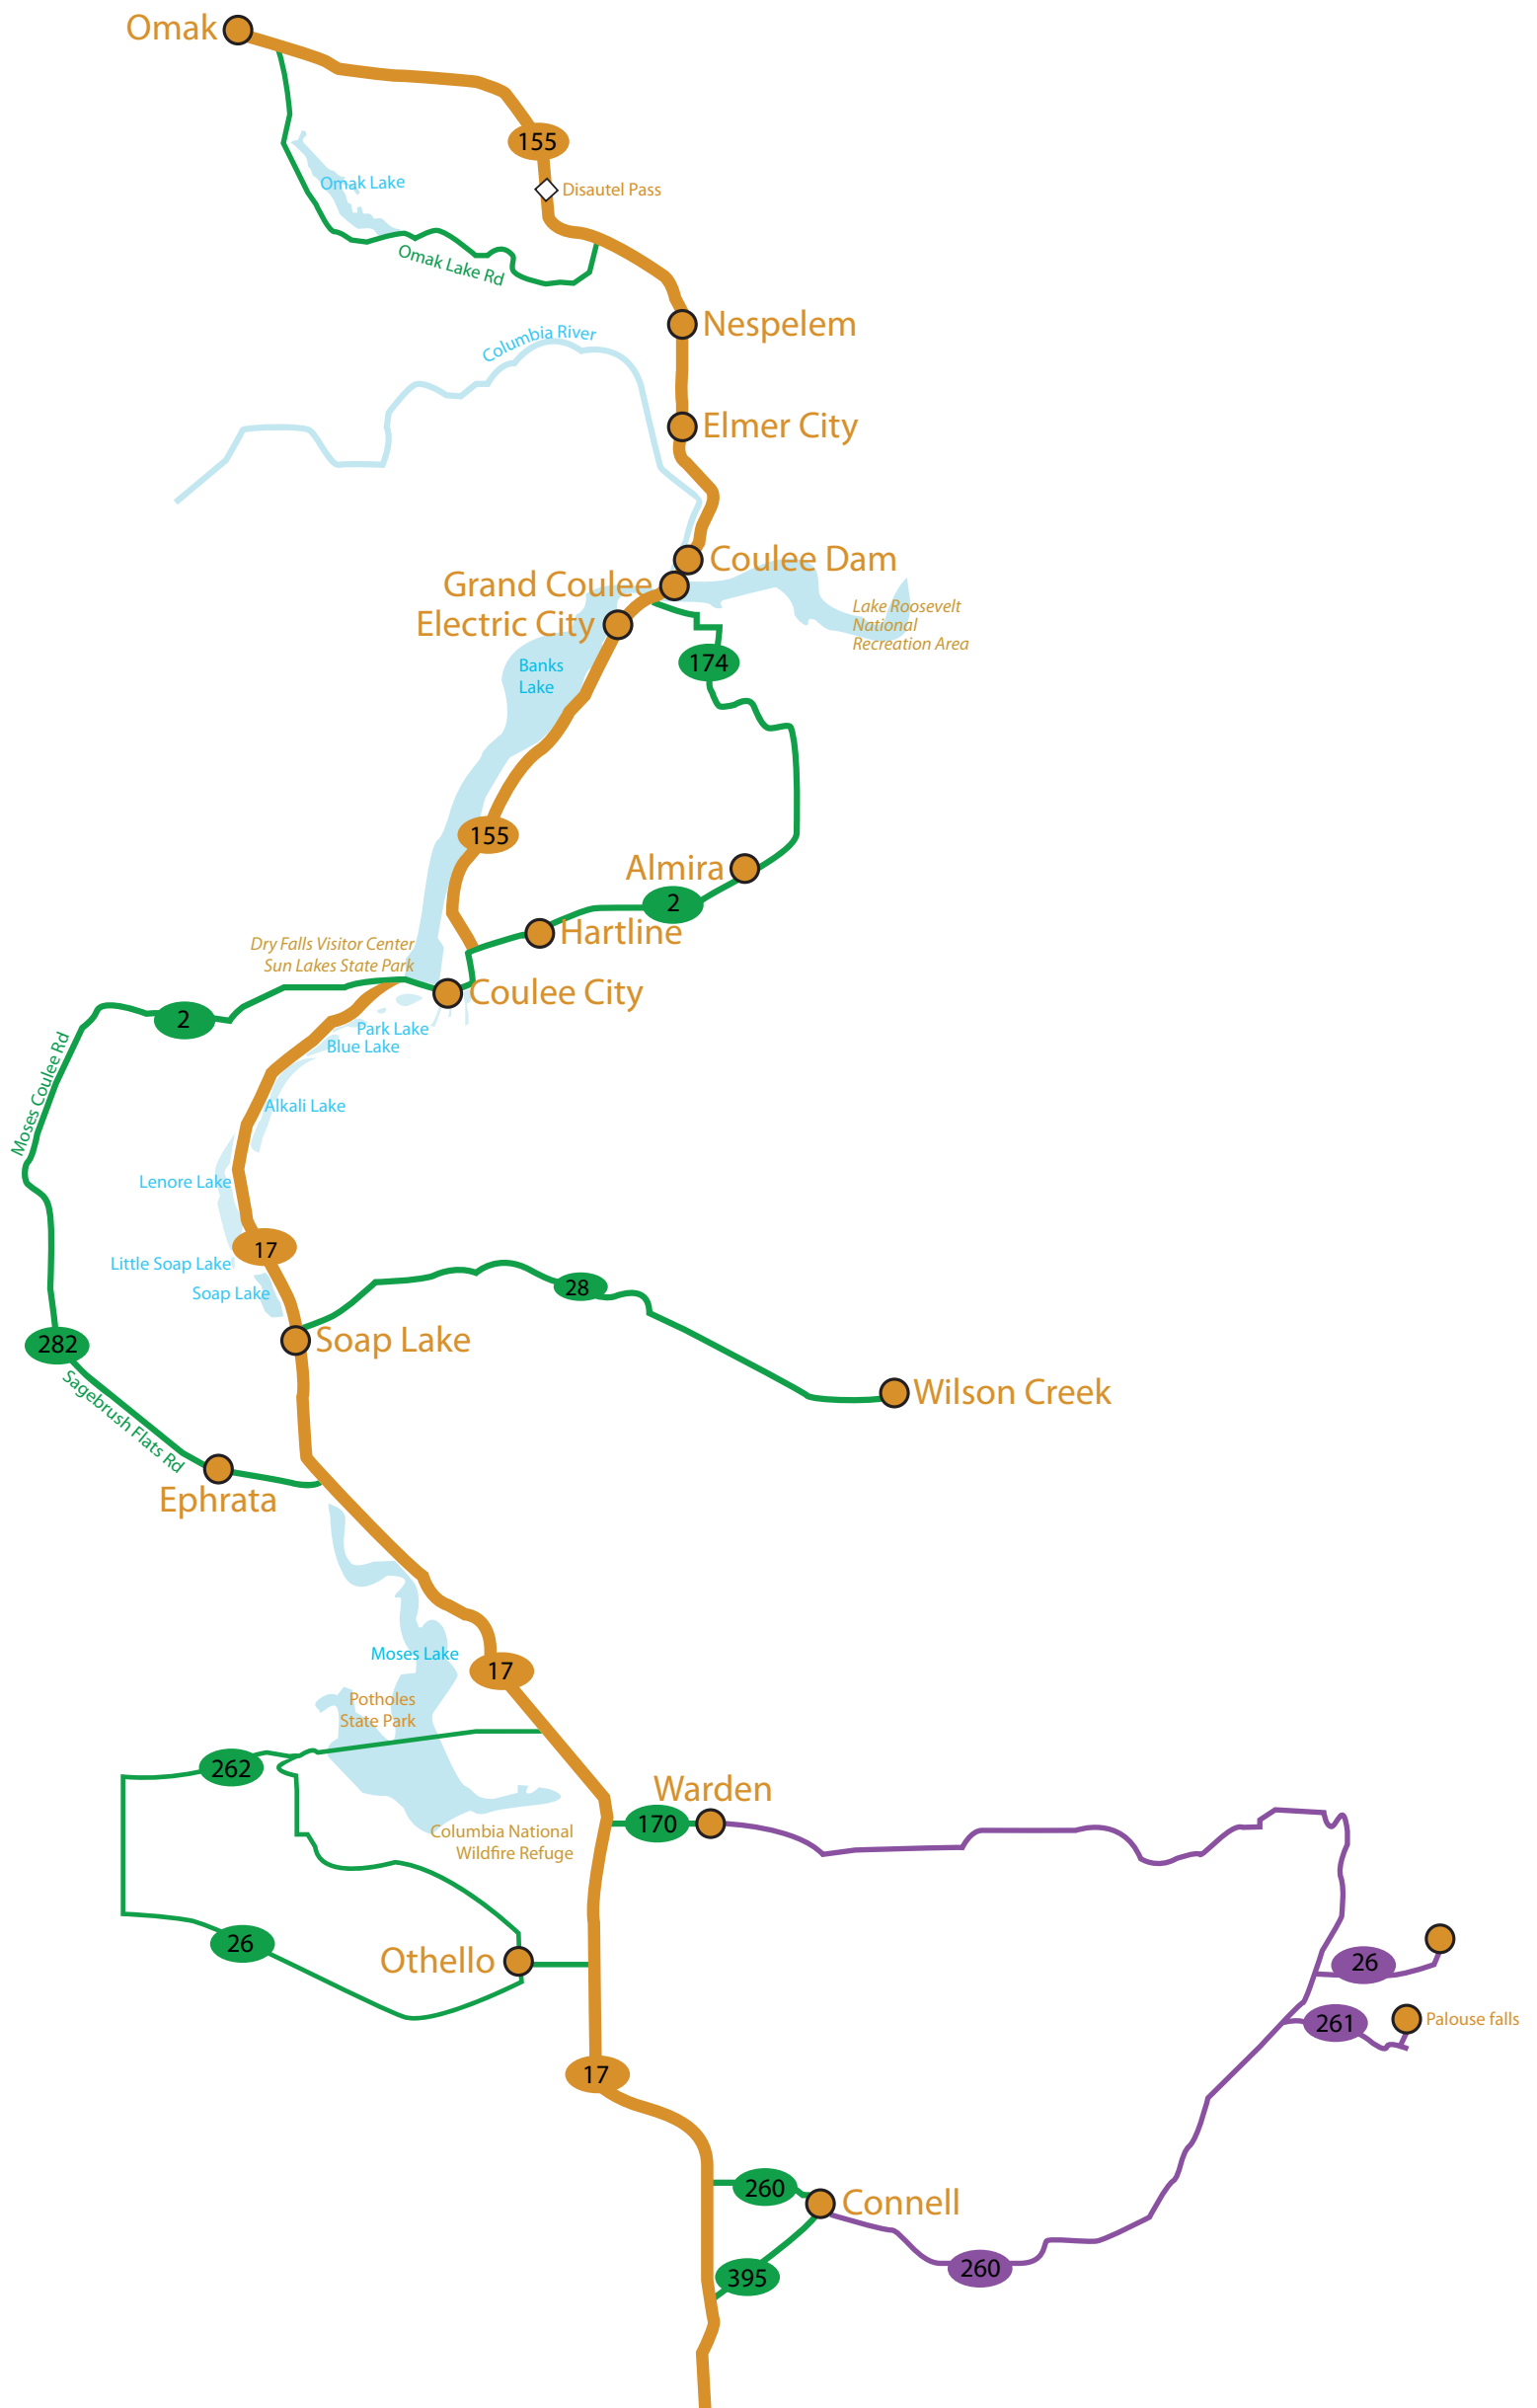 Omak
155
Disautel Pass
Omak Lake
Omak Lake Rd
Nespelem
Columbia River
Elmer City
Coulee Dam
Grand Coulee
Electric City
Lake Roosevelt
National
Recreation Area
Banks
Lake
174
155
Almira
2
Hartline
Dry Falls Visitor Center
Sun Lakes State Park
Coulee City
2
Park Lake
Blue Lake
Moses Coulee Rd
Alkali Lake
Lenore Lake
17
Little Soap Lake
Soap Lake
28
282
Soap Lake
Sagebrush Flats Rd
Wilson Creek
Ephrata
Moses Lake
17
Potholes
State Park
262
Warden
170
Columbia National
Wildfire Refuge
26
Othello
26
261
Palouse falls
17
260
Connell
260
395